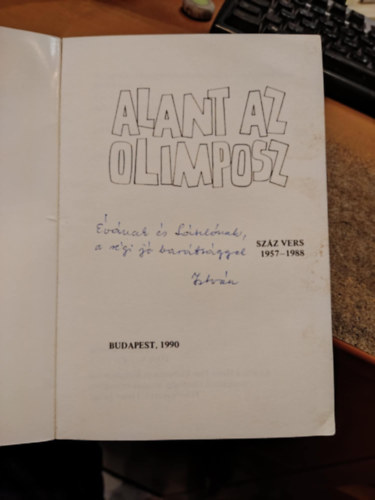 ALANT AZ
OLIMPOSZ
Évának és Lászlónak,
a régi jó barátsággal
István
SZÁZ VERS
1957–1988
BUDAPEST, 1990